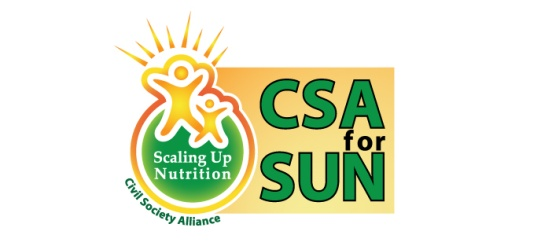 Scaling Up
Nutrition
Civil Society Alliance
CSA
for
SUN